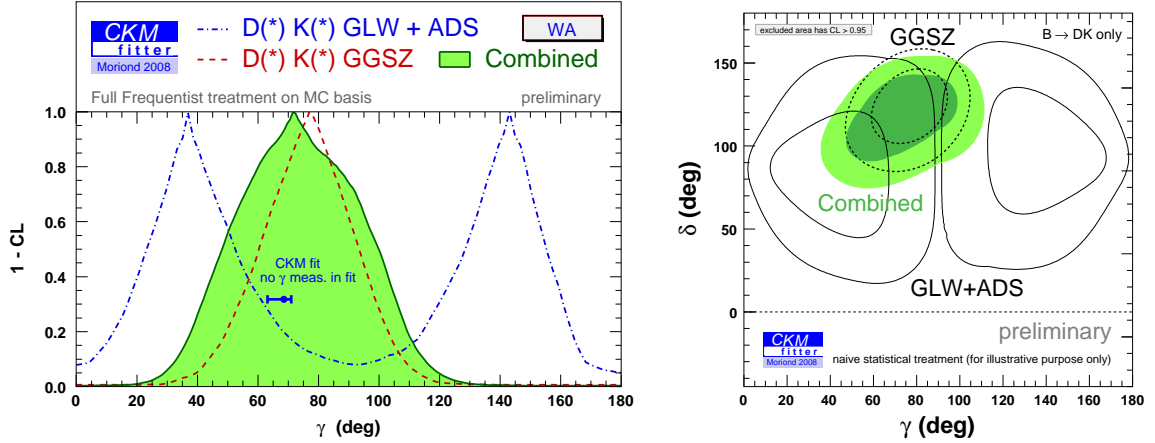 CKM
fitter
Moriond 2008
D(*) K(*) GLW + ADS
D(*) K(*) GGSZ
Combined
WA
Full Frequentist treatment on MC basis
preliminary
1 - CL
1.0
0.8
0.6
0.4
0.2
0.0
CKM fit
no γ meas. in fit
0 20 40 60 80 100 120 140 160 180
γ (deg)
excluded area has CL > 0.95
GGSZ
B → DK only
δ (deg)
150
100
50
0
Combined
GLW+ADS
preliminary
CKM
fitter
Moriond 2008
naive statistical treatment (for illustrative purpose only)
0 20 40 60 80 100 120 140 160 180
γ (deg)